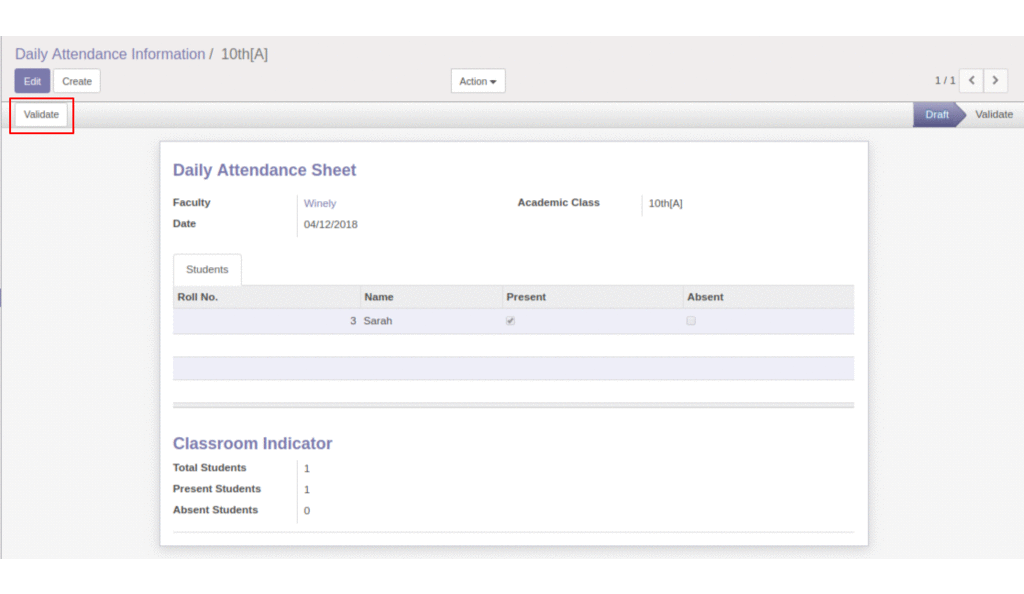 Daily Attendance Information / 10th[A]
Edit Create Action 1 / 1
Validate Draft Validate
Daily Attendance Sheet
Faculty Winely Academic Class 10th[A]
Date 04/12/2018
Students
Roll No. Name Present Absent
3 Sarah
Classroom Indicator
Total Students 1
Present Students 1
Absent Students 0